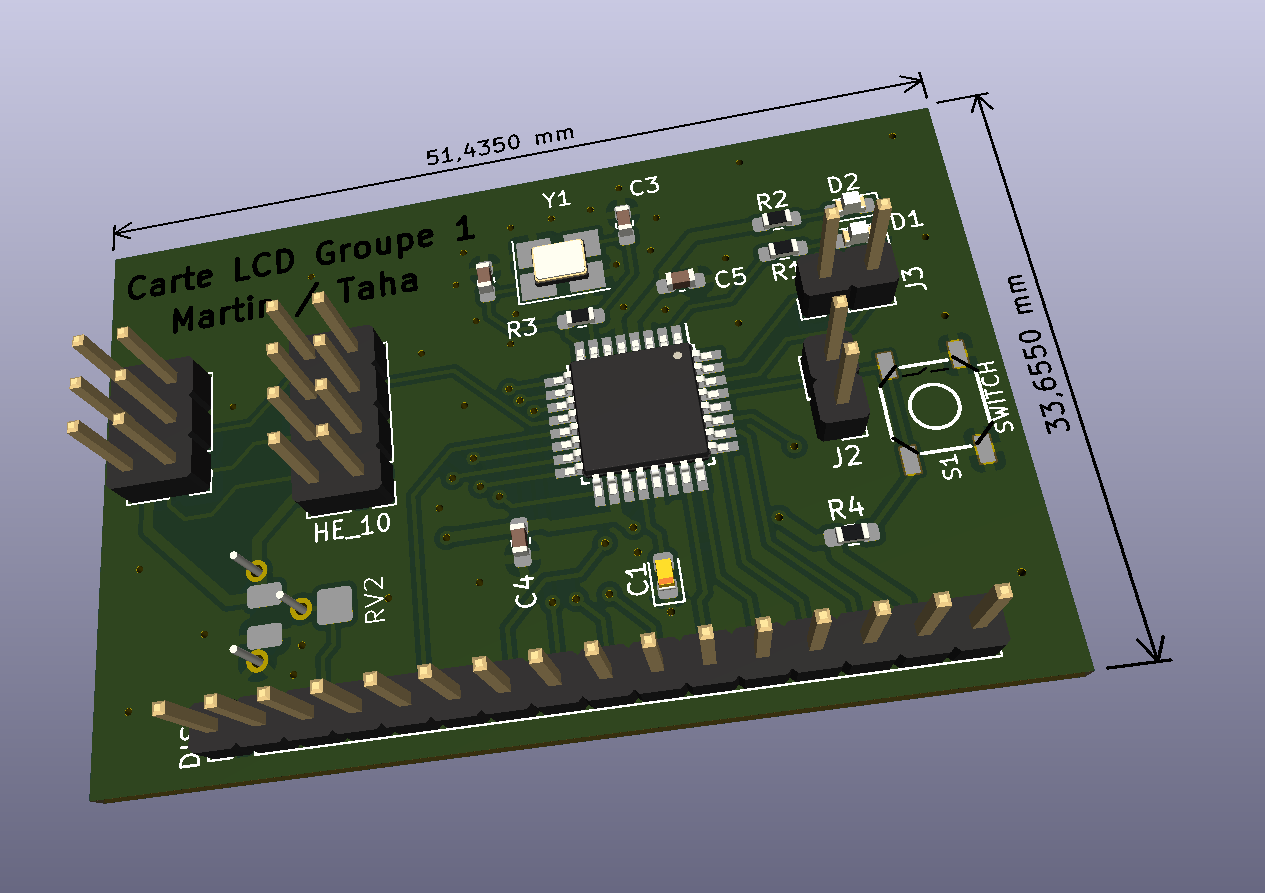 51,4350 mm
Carte LCD Groupe 1
Martin / Taha
Y1
C3
R2
D2
D1
R1
C5
J3
R3
33,6550 mm
SWITCH
S1
J2
HE_10
R4
C4
C1
RV2